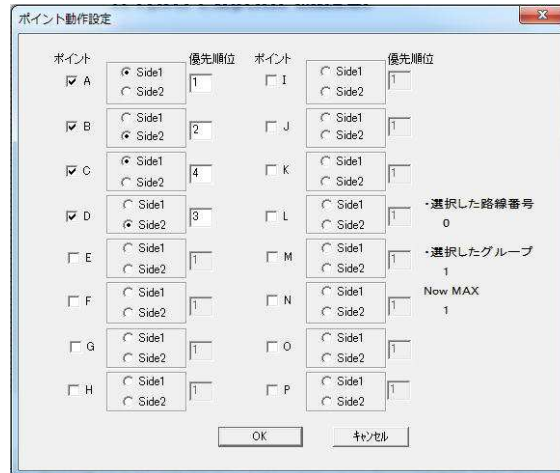 ポイント動作設定
ポイント 優先順位 ポイント 優先順位
A Side1 Side2 1 I Side1 Side2 1
B Side1 Side2 2 J Side1 Side2 1
C Side1 Side2 4 K Side1 Side2 1
D Side1 Side2 3 L Side1 Side2 1
E Side1 Side2 1 M Side1 Side2 1
F Side1 Side2 1 N Side1 Side2 1
G Side1 Side2 1 O Side1 Side2 1
H Side1 Side2 1 P Side1 Side2 1
・選択した路線番号
0
・選択したグループ
1
Now MAX
1
OK キャンセル